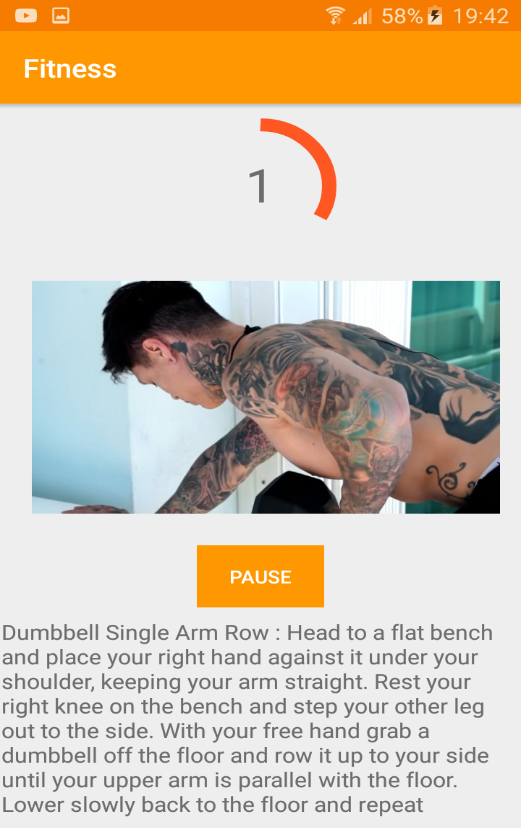 58% 19:42
Fitness
1
PAUSE
Dumbbell Single Arm Row : Head to a flat bench
and place your right hand against it under your
shoulder, keeping your arm straight. Rest your
right knee on the bench and step your other leg
out to the side. With your free hand grab a
dumbbell off the floor and row it up to your side
until your upper arm is parallel with the floor.
Lower slowly back to the floor and repeat